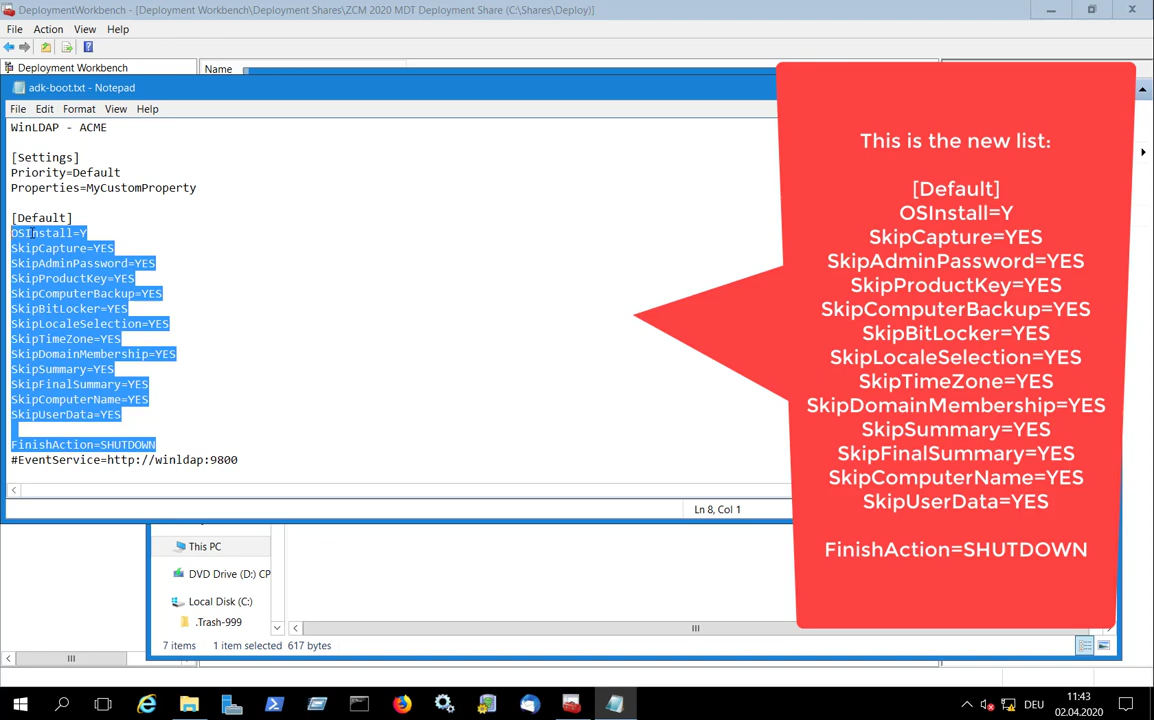 DeploymentWorkbench - [Deployment Workbench\Deployment Shares\ZCM 2020 MDT Deployment Share (C:\Shares\Deploy)]
File Action View Help
Deployment Workbench
Name
adk-boot.txt - Notepad
File Edit Format View Help
WinLDAP - ACME
[Settings]
Priority=Default
Properties=MyCustomProperty
[Default]
OSInstall=Y
SkipCapture=YES
SkipAdminPassword=YES
SkipProductKey=YES
SkipComputerBackup=YES
SkipBitLocker=YES
SkipLocaleSelection=YES
SkipTimeZone=YES
SkipDomainMembership=YES
SkipSummary=YES
SkipFinalSummary=YES
SkipComputerName=YES
SkipUserData=YES
FinishAction=SHUTDOWN
#EventService=http://winldap:9800
Ln 8, Col 1
This is the new list:
[Default]
OSInstall=Y
SkipCapture=YES
SkipAdminPassword=YES
SkipProductKey=YES
SkipComputerBackup=YES
SkipBitLocker=YES
SkipLocaleSelection=YES
SkipTimeZone=YES
SkipDomainMembership=YES
SkipSummary=YES
SkipFinalSummary=YES
SkipComputerName=YES
SkipUserData=YES
FinishAction=SHUTDOWN
This PC
DVD Drive (D:) CP
Local Disk (C:)
.Trash-999
7 items 1 item selected 617 bytes
DEU
11:43
02.04.2020